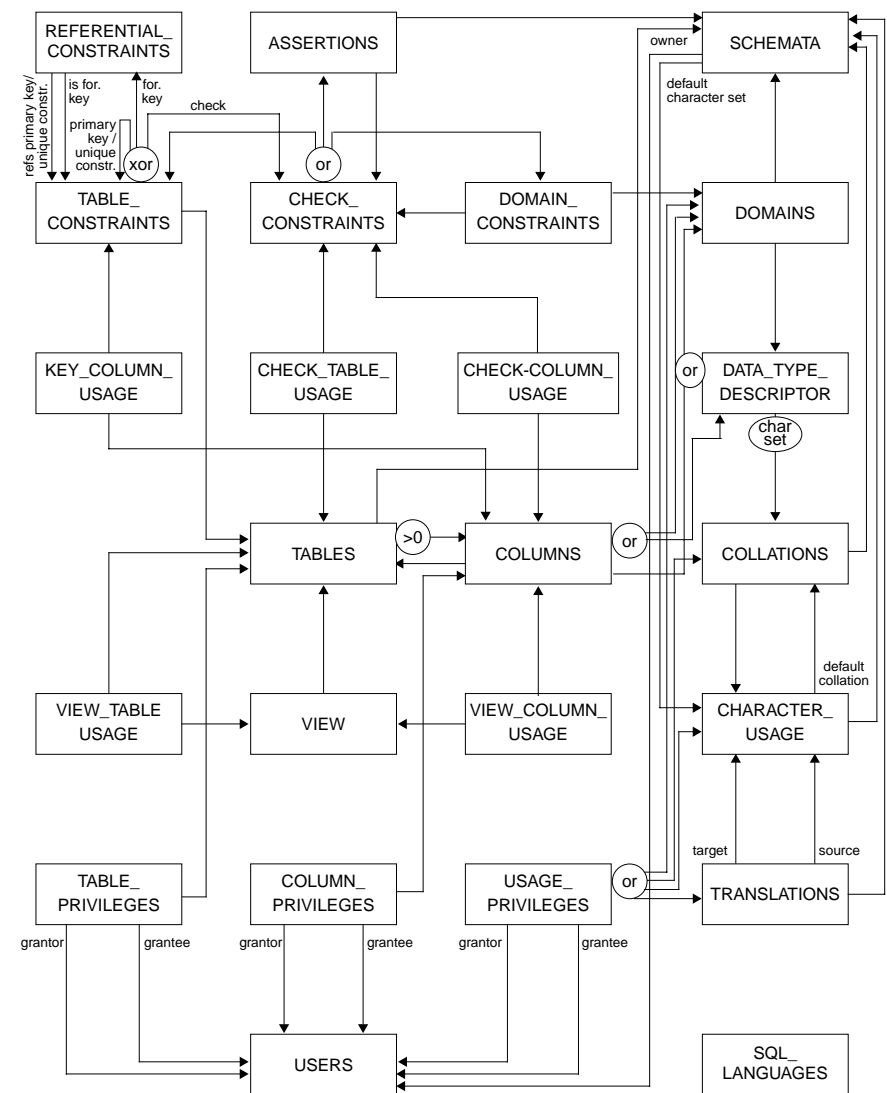 REFERENTIAL_
CONSTRAINTS
ASSERTIONS
SCHEMATA
owner
default
character set
refs primary key/
unique constr.
is for.
key
for.
key
check
primary
key /
unique
constr.
xor
or
TABLE_
CONSTRAINTS
CHECK_
CONSTRAINTS
DOMAIN_
CONSTRAINTS
DOMAINS
KEY_COLUMN_
USAGE
CHECK_TABLE_
USAGE
CHECK-COLUMN_
USAGE
or
DATA_TYPE_
DESCRIPTOR
char
set
TABLES
>0
COLUMNS
or
COLLATIONS
default
collation
VIEW_TABLE
USAGE
VIEW
VIEW_COLUMN_
USAGE
CHARACTER_
USAGE
target
source
TABLE_
PRIVILEGES
COLUMN_
PRIVILEGES
USAGE_
PRIVILEGES
or
TRANSLATIONS
grantor
grantee
grantor
grantee
grantor
grantee
USERS
SQL_
LANGUAGES